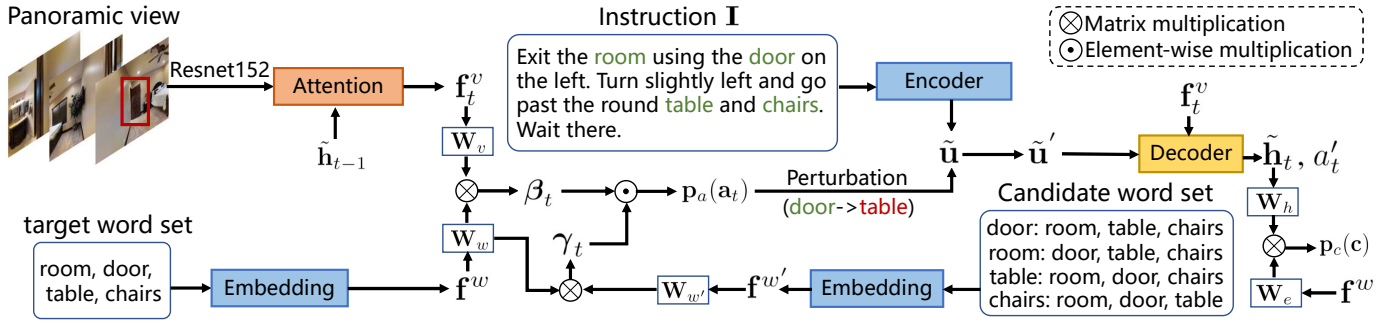 Panoramic view
Resnet152
Attention
f_t^v
h̃_{t-1}
W_v
Instruction I
Exit the room using the door on
the left. Turn slightly left and go
past the round table and chairs.
Wait there.
Encoder
⊗ Matrix multiplication
⊙ Element-wise multiplication
f_t^v
ũ
ũ′
Decoder
h̃_t, a′_t
β_t
p_a(a_t)
Perturbation
(door->table)
W_h
p_c(c)
W_e
f^w
target word set
room, door,
table, chairs
Embedding
f^w
W_w
γ_t
W_{w′}
f^{w′}
Embedding
Candidate word set
door: room, table, chairs
room: door, table, chairs
table: room, door, chairs
chairs: room, door, table